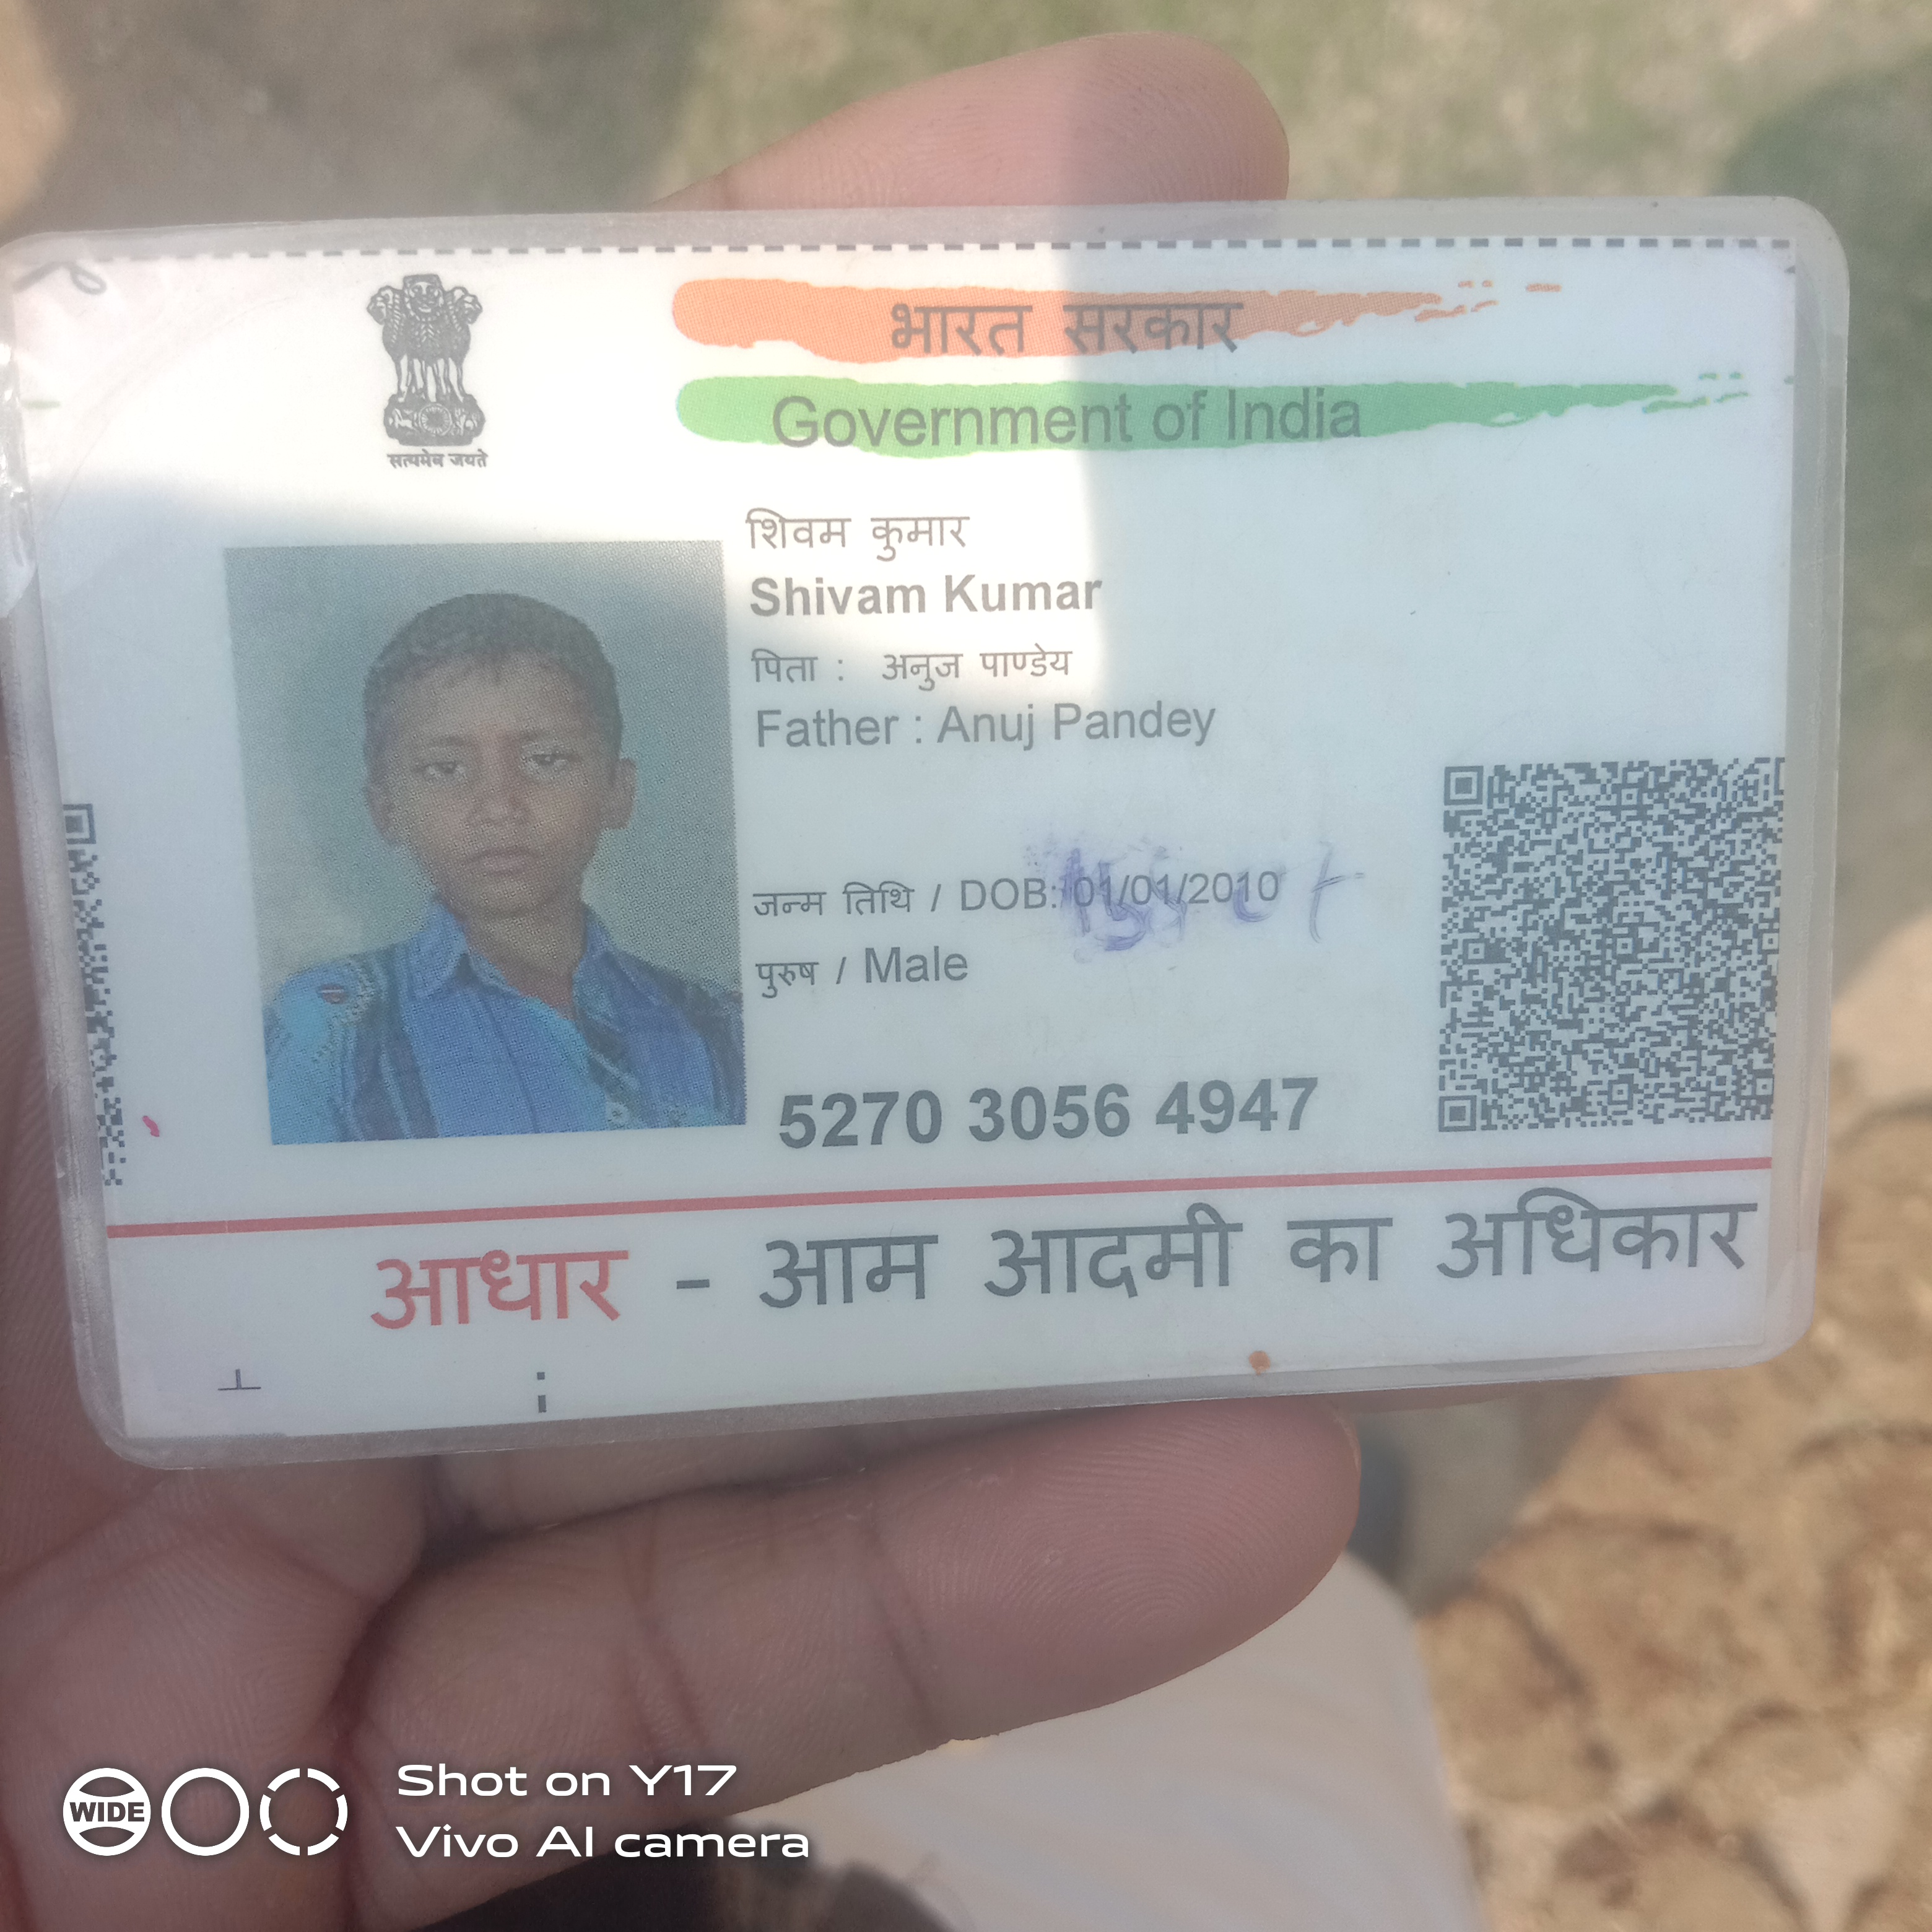 सत्यमेव जयते
भारत सरकार
Government of India
शिवम कुमार
Shivam Kumar
पिता : अनुज पाण्डेय
Father : Anuj Pandey
जन्म तिथि / DOB: 01/01/2010
पुरुष / Male
5270 3056 4947
आधार - आम आदमी का अधिकार
WIDE
Shot on Y17
Vivo AI camera